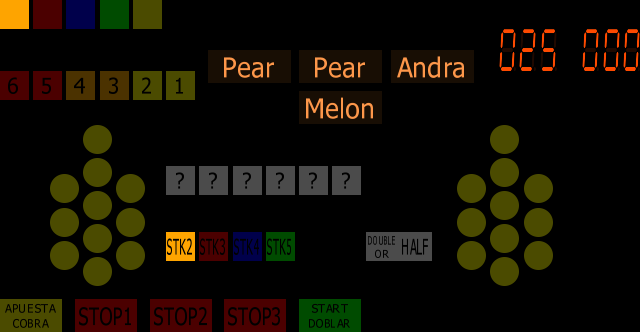 025 000
Pear Pear Andra
6 5 4 3 2 1
Melon
? ? ? ? ? ?
STK2 STK3 STK4 STK5 DOUBLE OR HALF
APUESTA COBRA STOP1 STOP2 STOP3 START DOBLAR